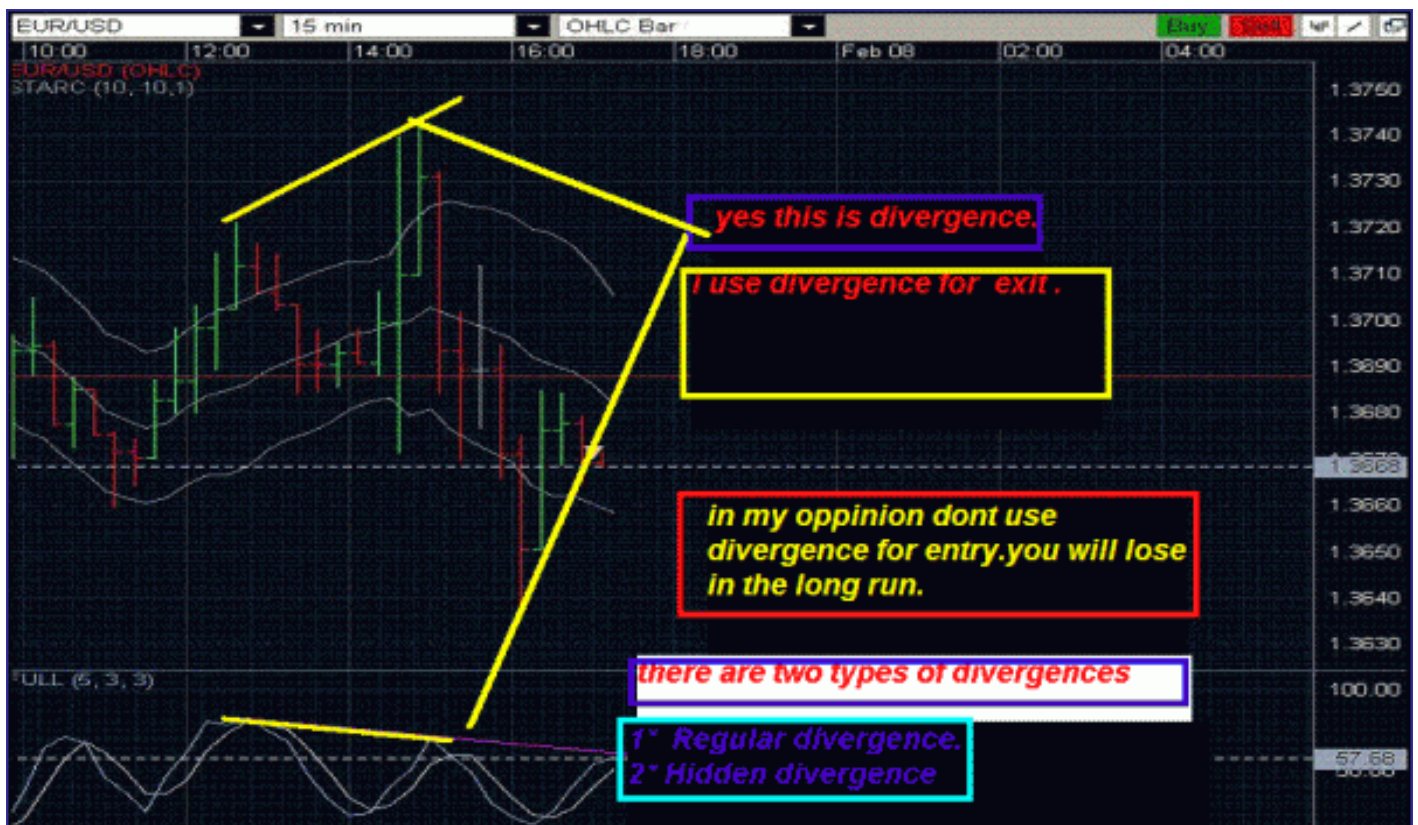 EUR/USD 15 min OHLC Bar Buy Sell
10:00 12:00 14:00 16:00 18:00 Feb 08 02:00 04:00
EUR/USD (OHLC)
STARC (10, 10,1)
1.3750
1.3740
1.3730
yes this is divergence.
1.3720
1.3710
i use divergence for exit .
1.3700
1.3690
1.3680
1.3668
in my oppinion dont use
divergence for entry.you will lose
in the long run.
1.3660
1.3650
1.3640
1.3630
there are two types of divergences
ULL (5, 3, 3)
100.00
1* Regular divergence.
2* Hidden divergence
57.68